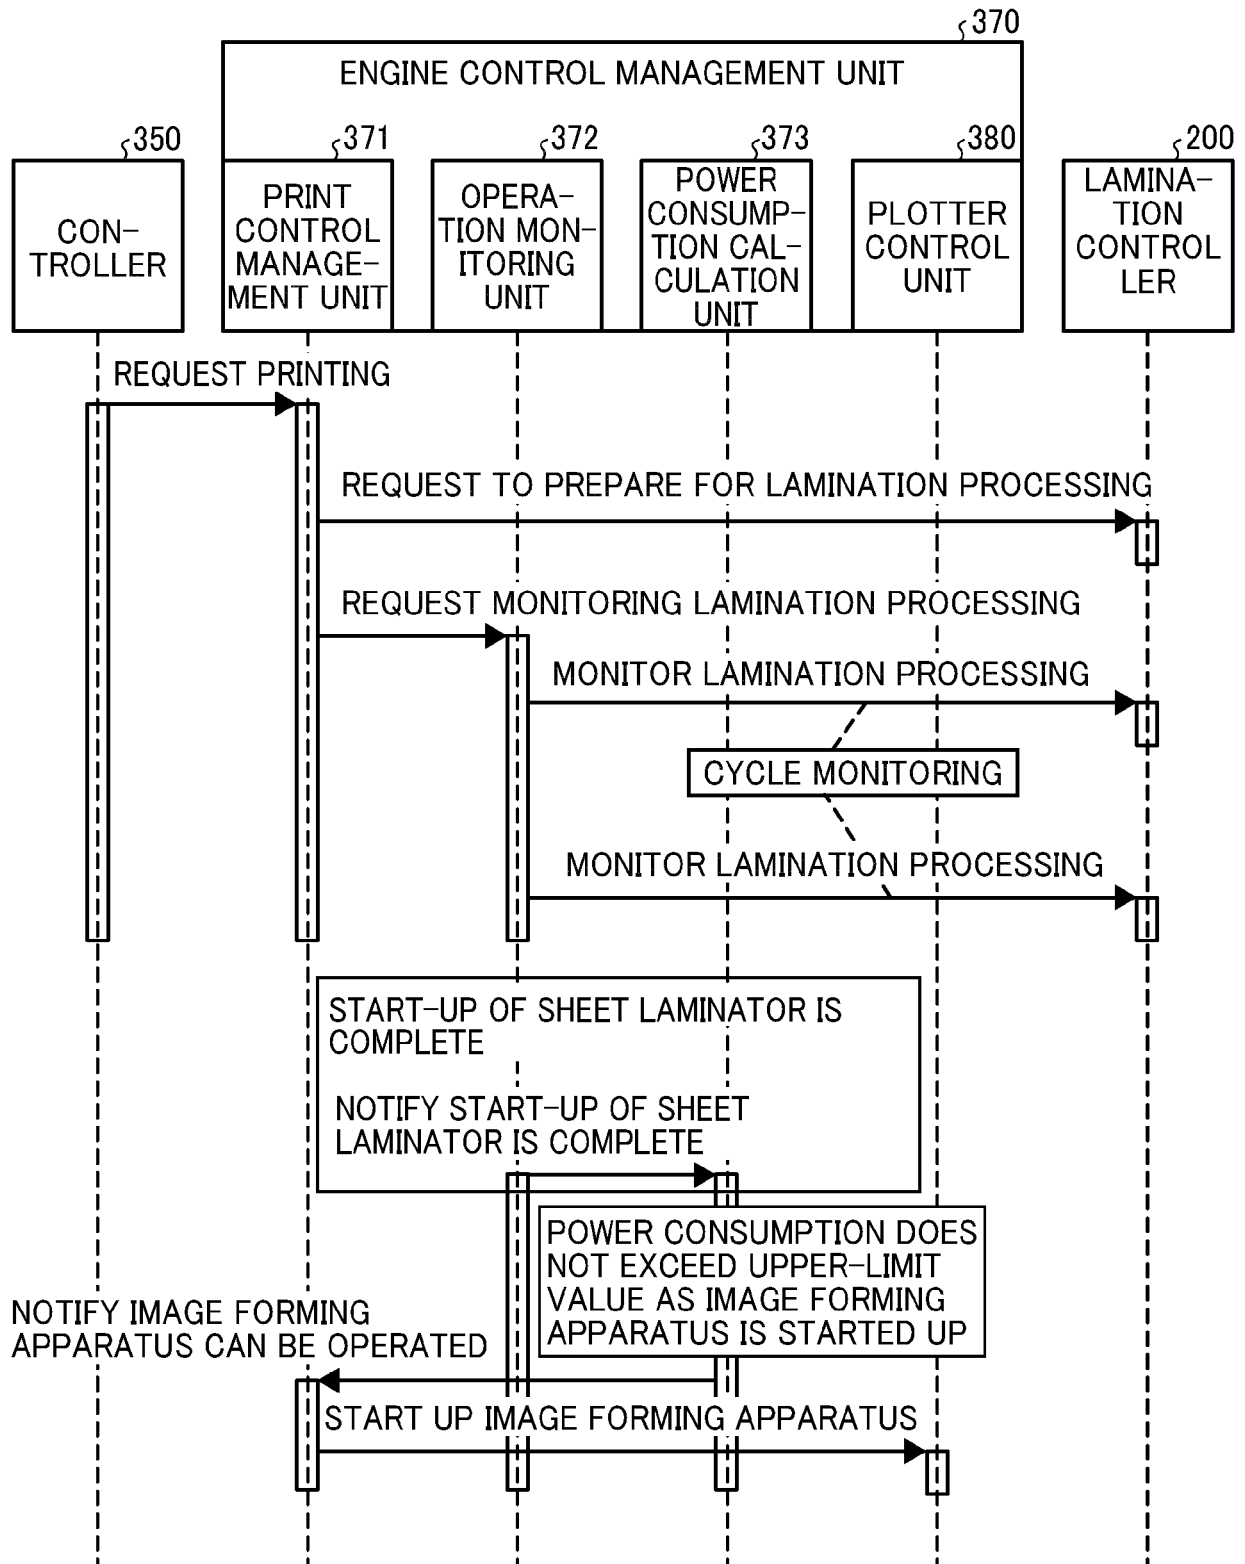 370
ENGINE CONTROL MANAGEMENT UNIT
350
371
372
373
380
200
CON-
TROLLER
PRINT
CONTROL
MANAGE-
MENT UNIT
OPERA-
TION MON-
ITORING
UNIT
POWER
CONSUMP-
TION CAL-
CULATION
UNIT
PLOTTER
CONTROL
UNIT
LAMINA-
TION
CONTROL
LER
REQUEST PRINTING
REQUEST TO PREPARE FOR LAMINATION PROCESSING
REQUEST MONITORING LAMINATION PROCESSING
MONITOR LAMINATION PROCESSING
CYCLE MONITORING
MONITOR LAMINATION PROCESSING
START-UP OF SHEET LAMINATOR IS
COMPLETE
NOTIFY START-UP OF SHEET
LAMINATOR IS COMPLETE
POWER CONSUMPTION DOES
NOT EXCEED UPPER-LIMIT
VALUE AS IMAGE FORMING
APPARATUS IS STARTED UP
NOTIFY IMAGE FORMING
APPARATUS CAN BE OPERATED
START UP IMAGE FORMING APPARATUS